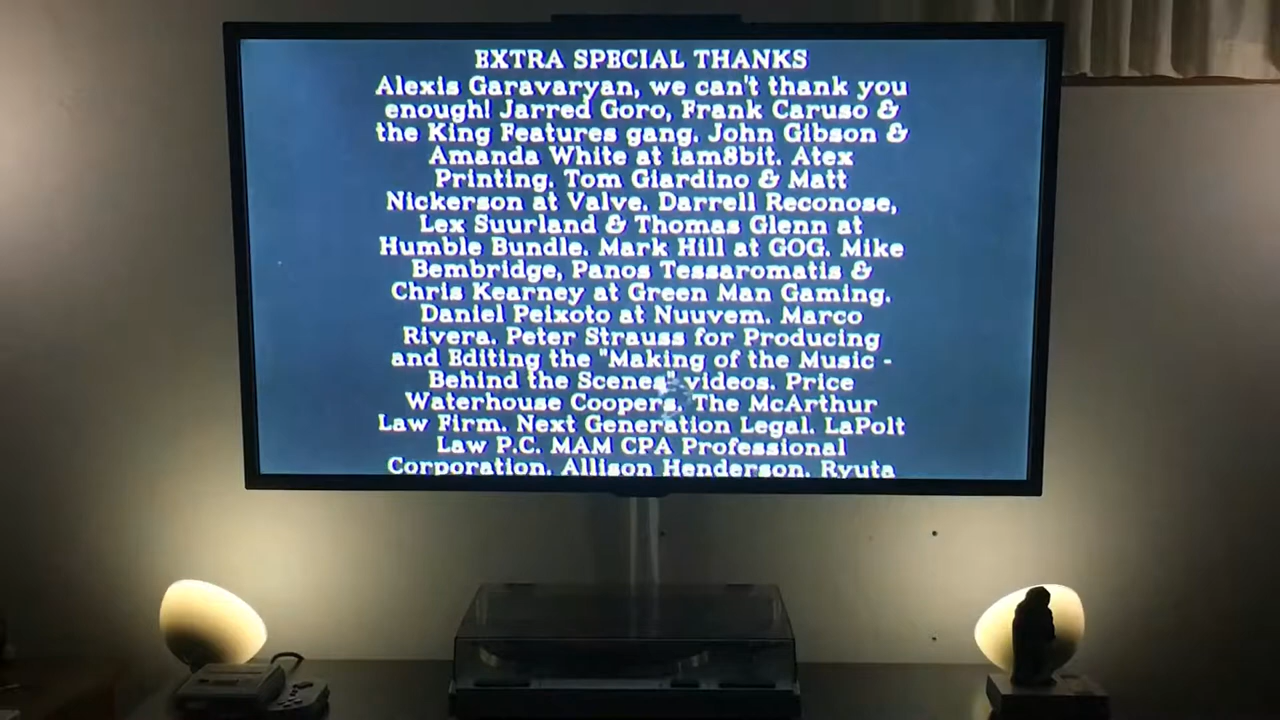 EXTRA SPECIAL THANKS
Alexis Garavaryan, we can't thank you
enough! Jarred Goro, Frank Caruso &
the King Features gang. John Gibson &
Amanda White at iam8bit. Atex
Printing. Tom Giardino & Matt
Nickerson at Valve. Darrell Reconose,
Lex Suurland & Thomas Glenn at
Humble Bundle. Mark Hill at GOG. Mike
Bembridge, Panos Tessaromatis &
Chris Kearney at Green Man Gaming.
Daniel Peixoto at Nuuvem. Marco
Rivera. Peter Strauss for Producing
and Editing the "Making of the Music -
Behind the Scenes" videos. Price
Waterhouse Coopers. The McArthur
Law Firm. Next Generation Legal. LaPolt
Law P.C. MAM CPA Professional
Corporation. Allison Henderson. Ryuta